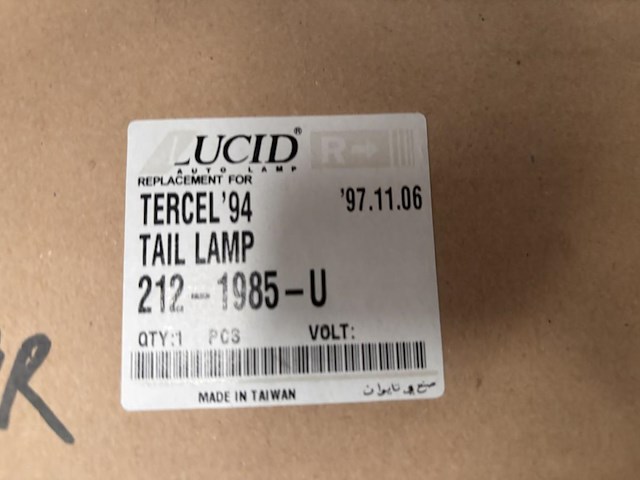 LUCID®
AUTO LAMP
R→
REPLACEMENT FOR
TERCEL'94 '97.11.06
TAIL LAMP
212-1985-U
QTY:1 PCS VOLT:
MADE IN TAIWAN صنع في تايوان
R